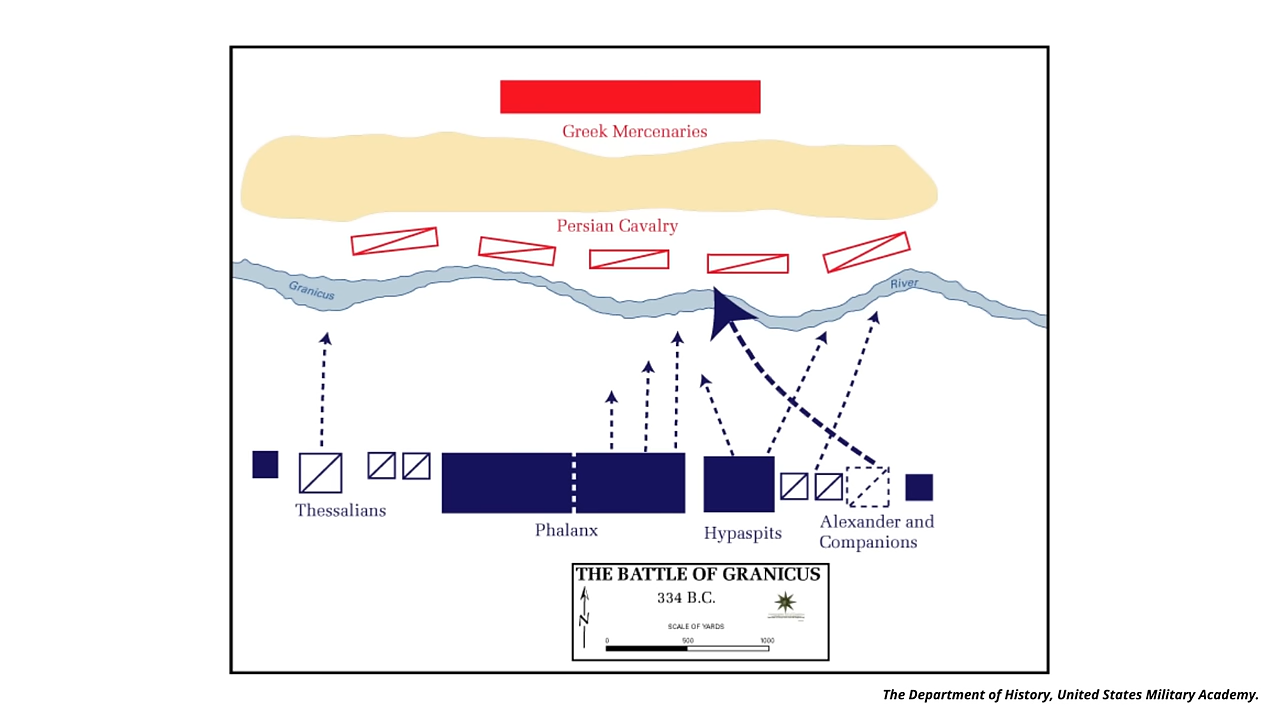 Greek Mercenaries
Persian Cavalry
Granicus
River
Thessalians
Phalanx
Hypaspits
Alexander and
Companions
THE BATTLE OF GRANICUS
334 B.C.
N
SCALE OF YARDS
0 500 1000
The Department of History, United States Military Academy.